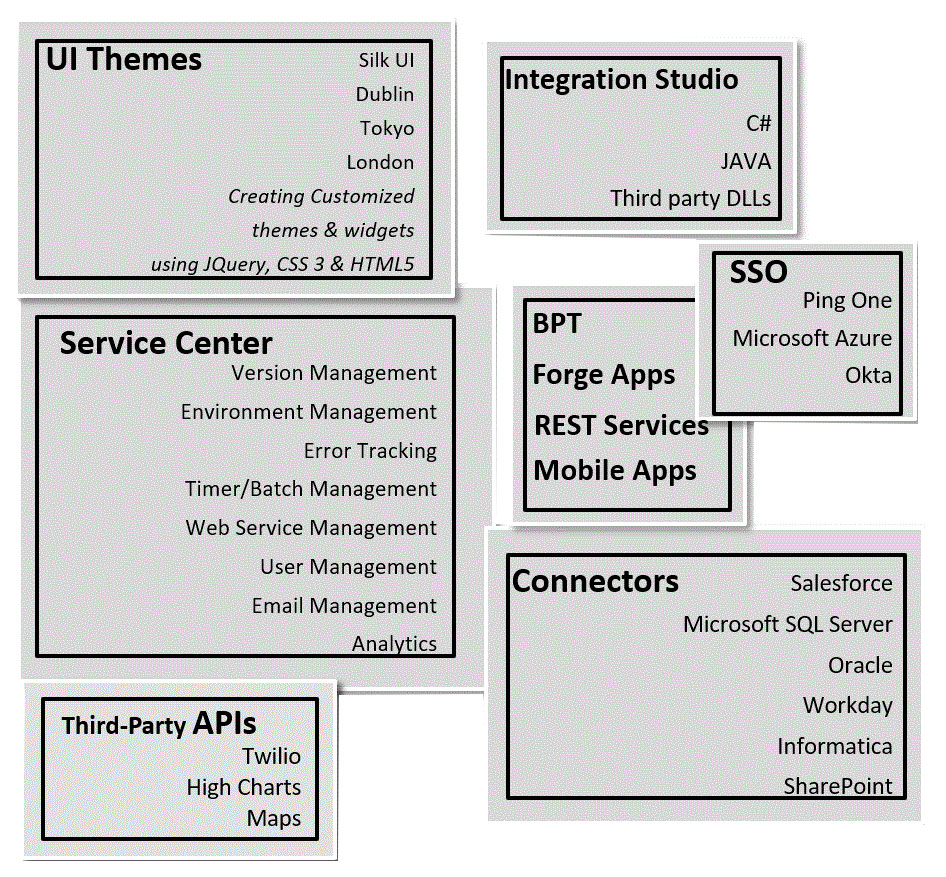 UI Themes
Silk UI
Dublin
Tokyo
London
Creating Customized
themes & widgets
using JQuery, CSS 3 & HTML5
Integration Studio
C#
JAVA
Third party DLLs
SSO
Ping One
Microsoft Azure
Okta
BPT
Forge Apps
REST Services
Mobile Apps
Service Center
Version Management
Environment Management
Error Tracking
Timer/Batch Management
Web Service Management
User Management
Email Management
Analytics
Connectors
Salesforce
Microsoft SQL Server
Oracle
Workday
Informatica
SharePoint
Third-Party APIs
Twilio
High Charts
Maps